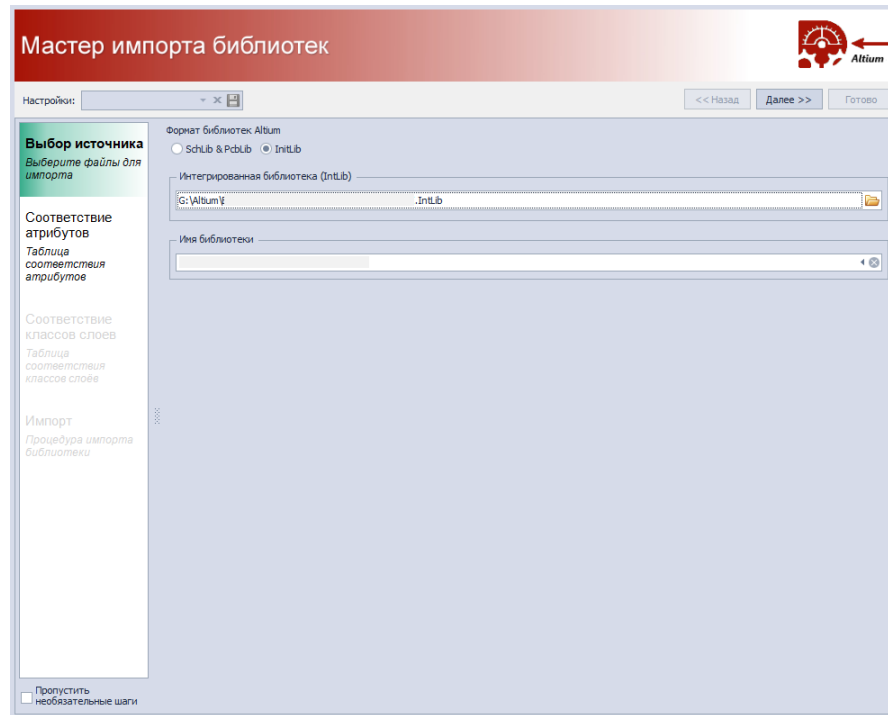 Мастер импорта библиотек
Altium
Настройки:
<< Назад
Далее >>
Готово
Выбор источника
Выберите файлы для
импорта
Соответствие
атрибутов
Таблица
соответствия
атрибутов
Соответствие
классов слоев
Таблица
соответствия
классов слоёв
Импорт
Процедура импорта
библиотеки
Пропустить
необязательные шаги
Формат библиотек Altium
SchLib & PcbLib
InitLib
Интегрированная библиотека (IntLib)
G:\Altium\ .IntLib
Имя библиотеки